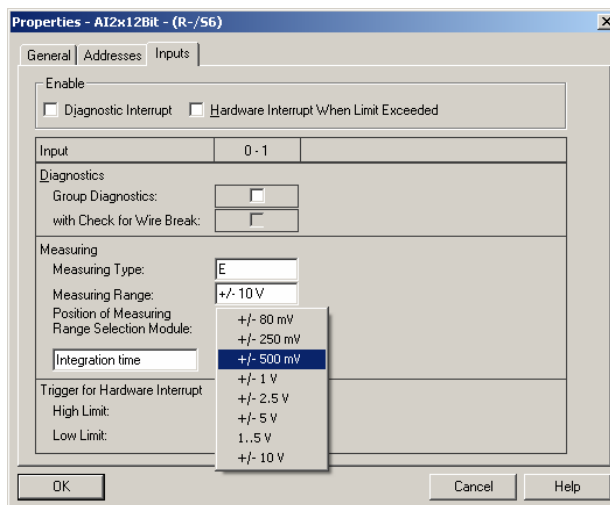 Properties - AI2x12Bit - (R-/S6)
General Addresses Inputs
Enable
Diagnostic Interrupt Hardware Interrupt When Limit Exceeded
Input 0 - 1
Diagnostics
Group Diagnostics:
with Check for Wire Break:
Measuring
Measuring Type: E
Measuring Range: +/- 10 V
Position of Measuring
Range Selection Module:
Integration time
+/- 80 mV
+/- 250 mV
+/- 500 mV
+/- 1 V
+/- 2.5 V
+/- 5 V
1..5 V
+/- 10 V
Trigger for Hardware Interrupt
High Limit:
Low Limit:
OK Cancel Help